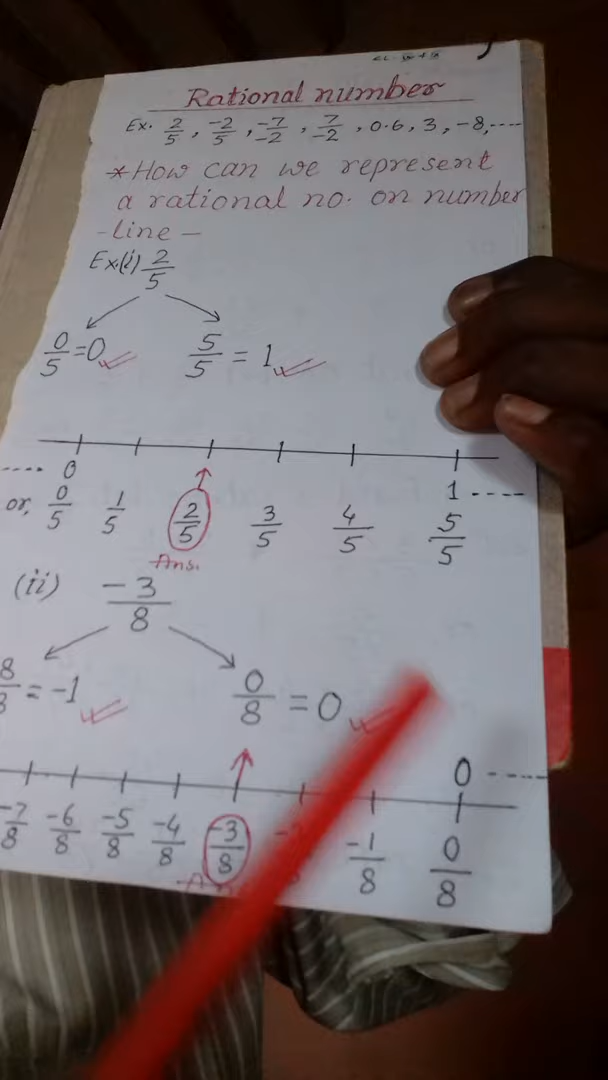 Rational number
Ex. 2/5, -2/5, -7/-2, 7/-2, 0.6, 3, -8, ----
*How can we represent
a rational no. on number
-line-
Ex.(i) 2/5
0/5 =0 5/5 = 1
---- 0 1 ----
or, 0/5 1/5 2/5 3/5 4/5 5/5
Ans.
(ii) -3/8
= -1 0/8 = 0
0 ----
-7/8 -6/8 -5/8 -4/8 -3/8 -1/8 0/8